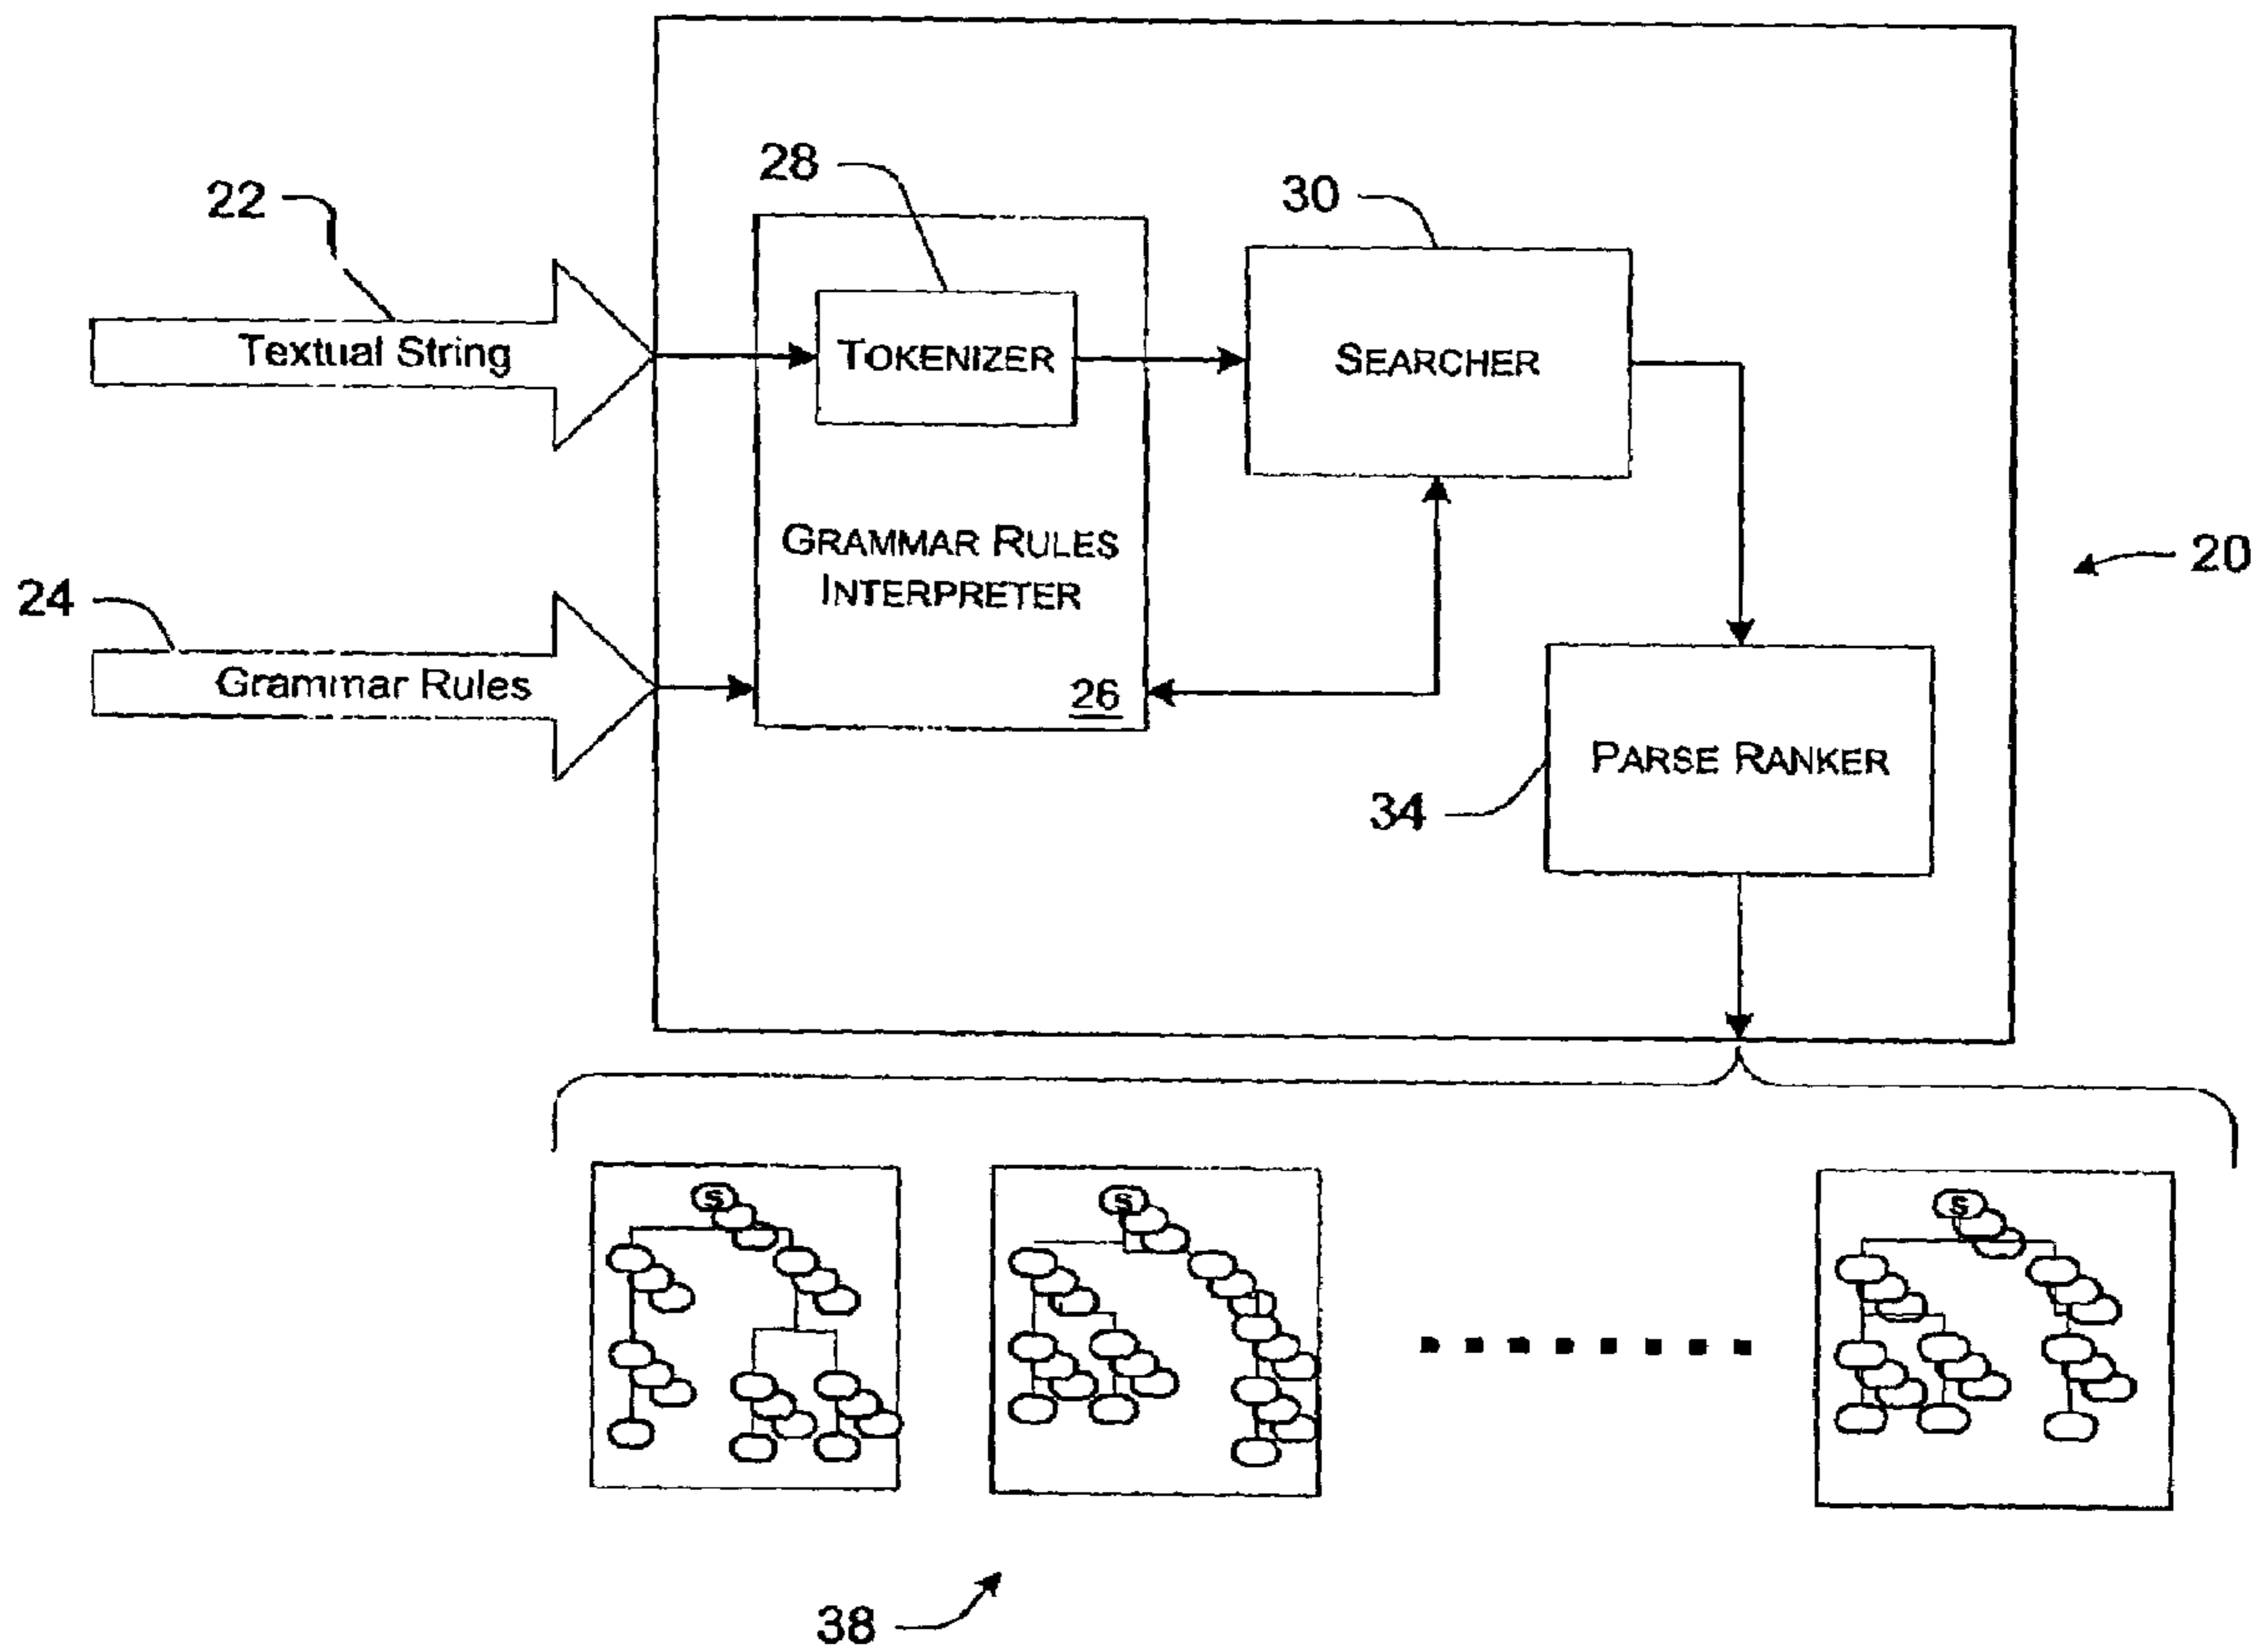 28
30
22
TOKENIZER
SEARCHER
Textual String
GRAMMAR RULES
INTERPRETER
20
24
Grammar Rules
26
PARSE RANKER
34
S
S
S
38